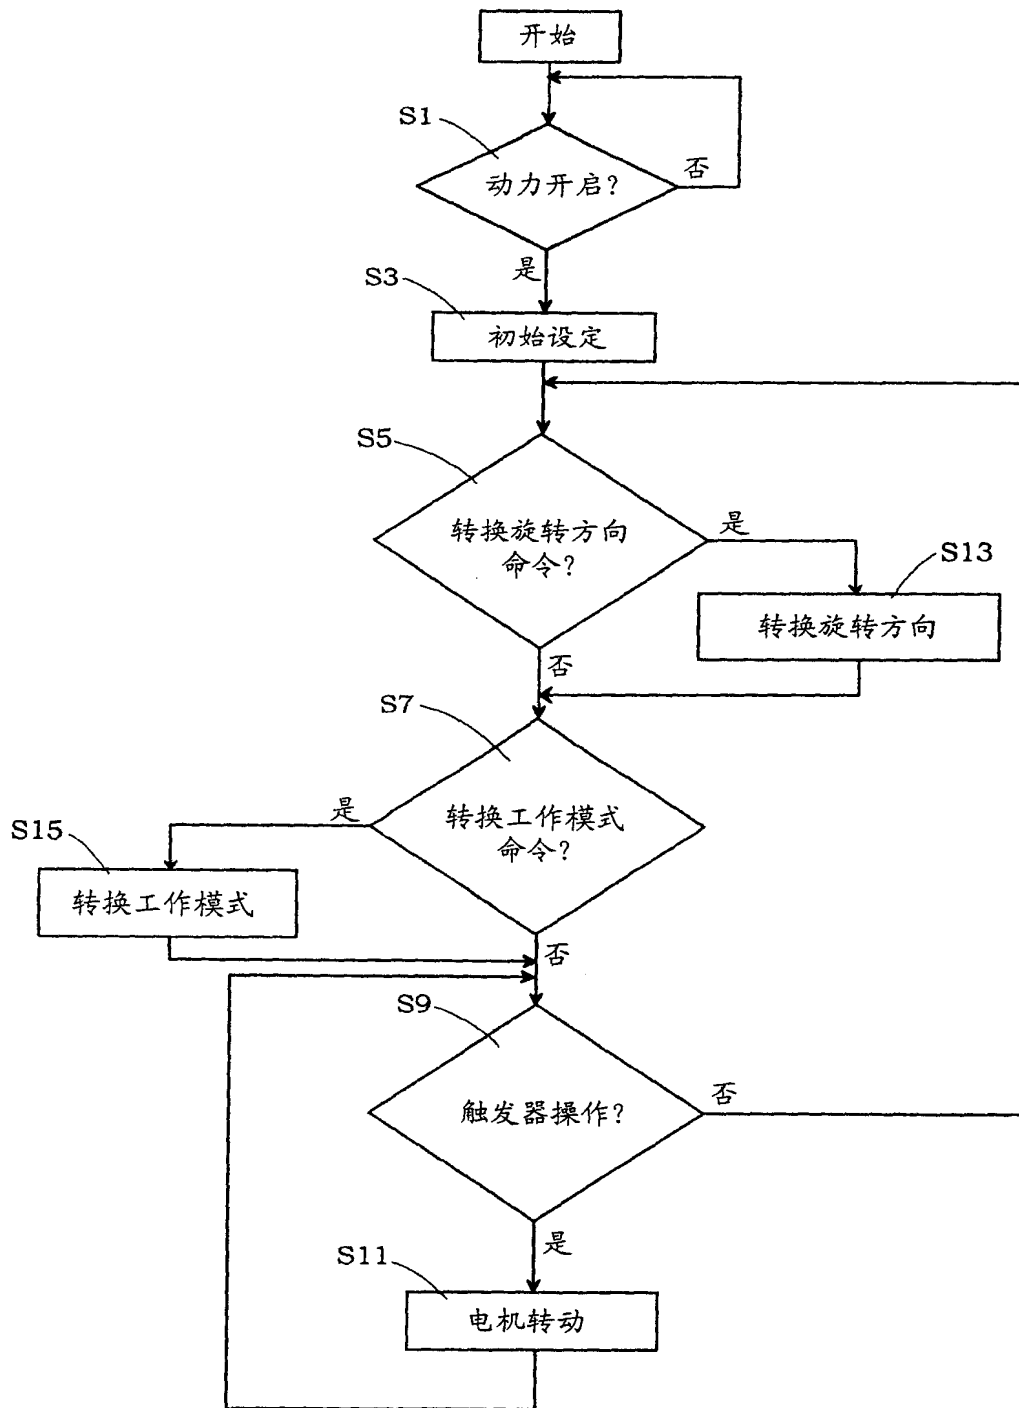 开始
S1
动力开启?
否
是
S3
初始设定
S5
转换旋转方向
命令?
是
S13
转换旋转方向
否
S7
转换工作模式
命令?
是
S15
转换工作模式
否
S9
触发器操作?
否
是
S11
电机转动